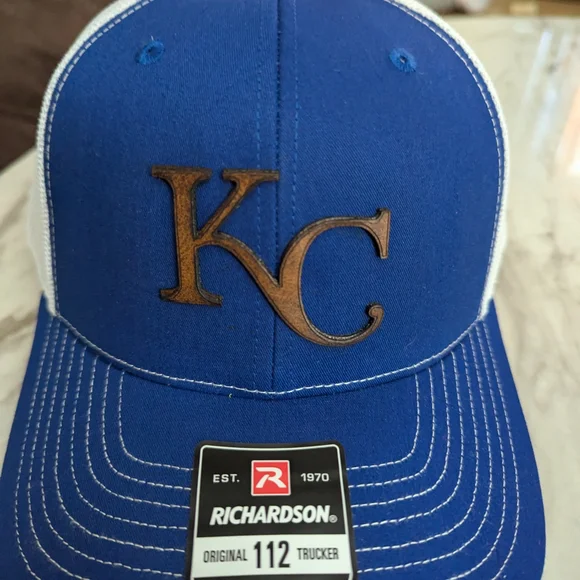 KC
EST. R 1970
RICHARDSON®
ORIGINAL 112 TRUCKER